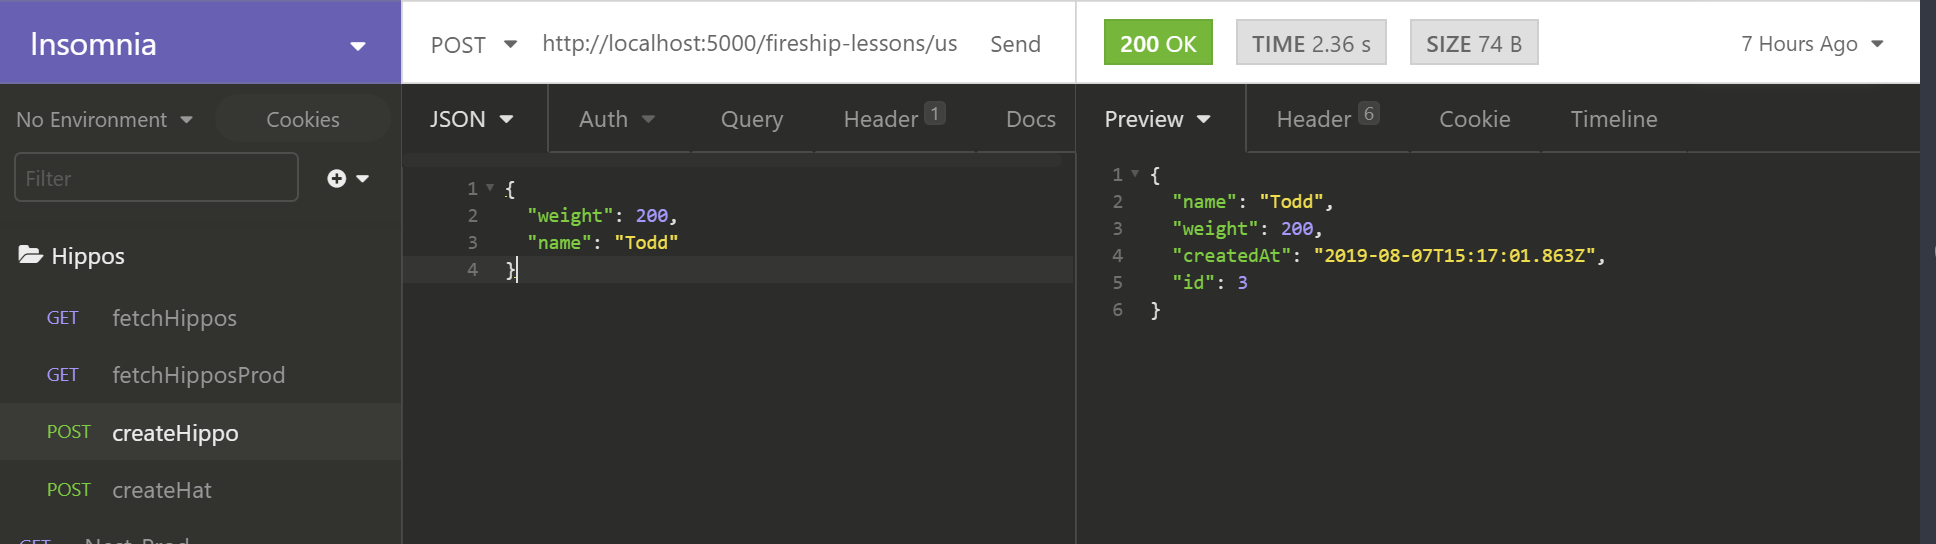 Insomnia
POST http://localhost:5000/fireship-lessons/us Send
200 OK TIME 2.36 s SIZE 74 B 7 Hours Ago
No Environment Cookies
Filter
Hippos
GET fetchHippos
GET fetchHipposProd
POST createHippo
POST createHat
GET Nest Prod
JSON Auth Query Header 1 Docs
1 {
2 "weight": 200,
3 "name": "Todd"
4 }
Preview Header 6 Cookie Timeline
1 {
2 "name": "Todd",
3 "weight": 200,
4 "createdAt": "2019-08-07T15:17:01.863Z",
5 "id": 3
6 }